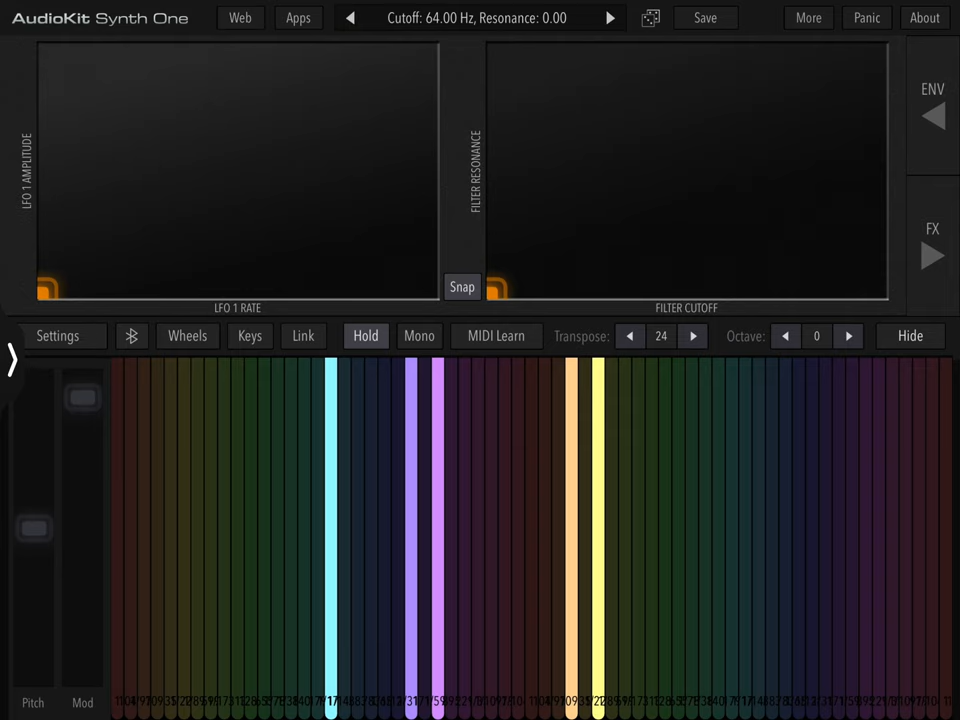 AudioKit Synth One
Web
Apps
Cutoff: 64.00 Hz, Resonance: 0.00
Save
More
Panic
About
LFO 1 AMPLITUDE
FILTER RESONANCE
ENV
FX
Snap
LFO 1 RATE
FILTER CUTOFF
Settings
Wheels
Keys
Link
Hold
Mono
MIDI Learn
Transpose:
24
Octave:
0
Hide
Pitch
Mod